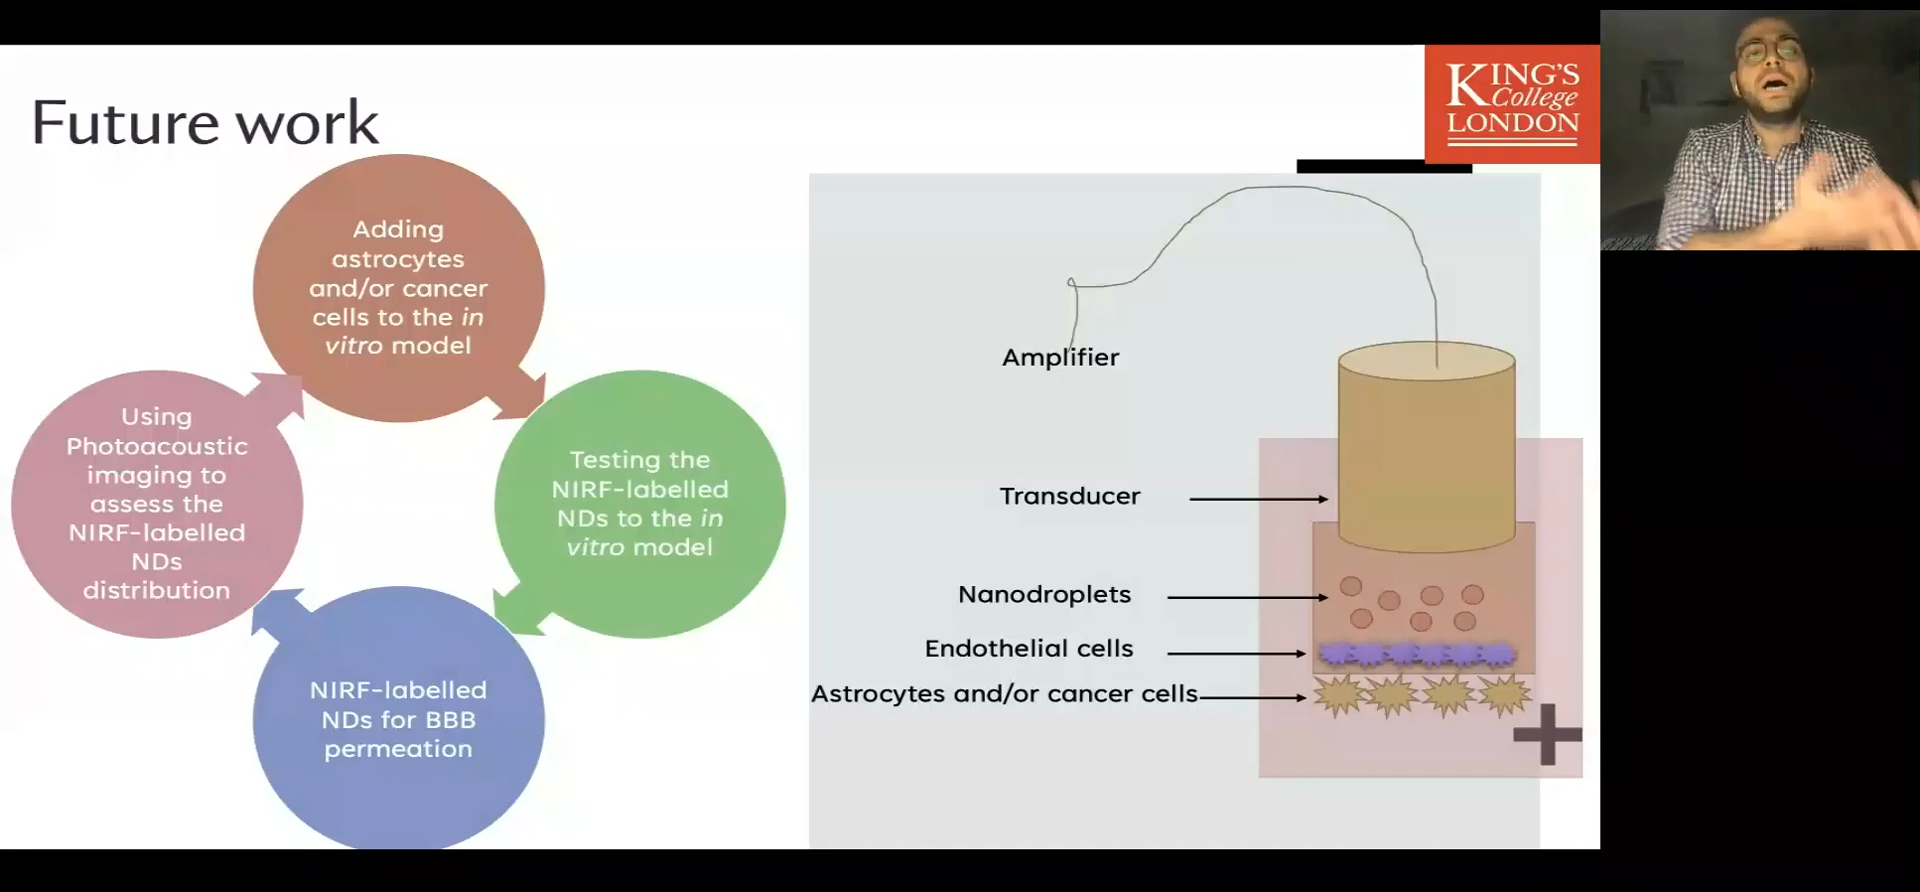 Future work
KING'S
College
LONDON
Adding
astrocytes
and/or cancer
cells to the in
vitro model
Testing the
NIRF-labelled
NDs to the in
vitro model
NIRF-labelled
NDs for BBB
permeation
Using
Photoacoustic
imaging to
assess the
NIRF-labelled
NDs
distribution
Amplifier
Transducer
Nanodroplets
Endothelial cells
Astrocytes and/or cancer cells